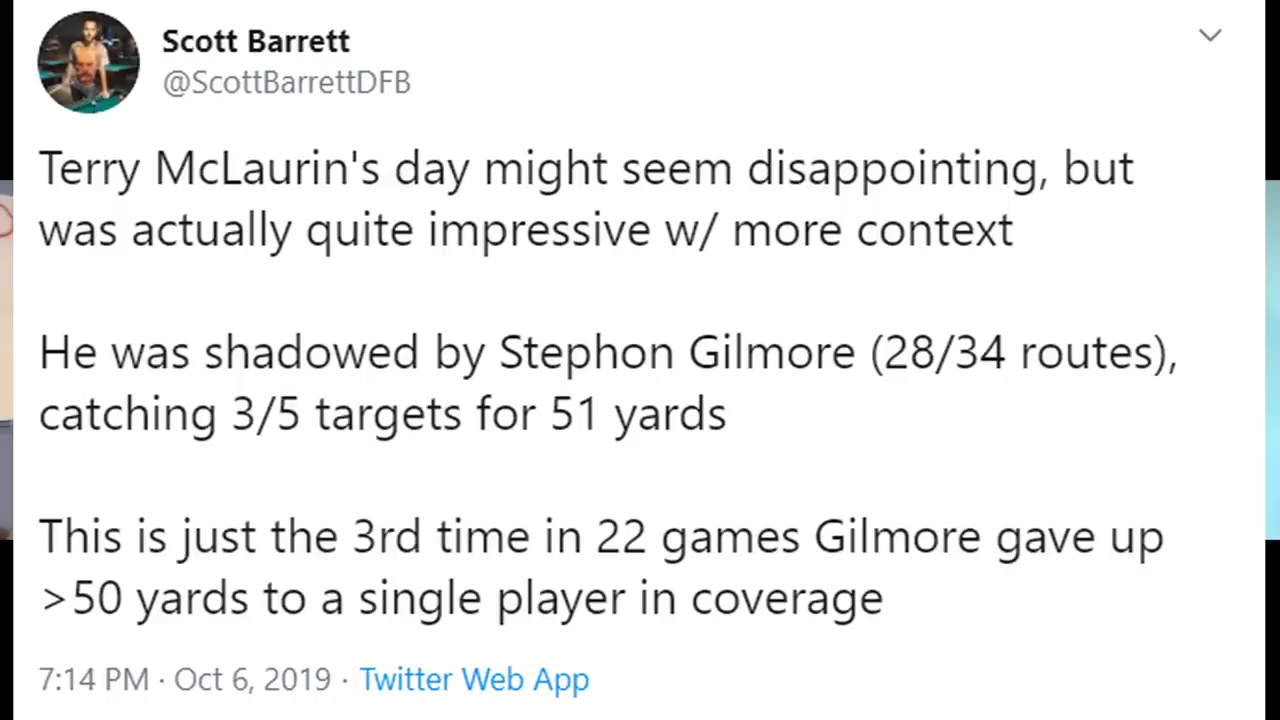 Scott Barrett
@ScottBarrettDFB
Terry McLaurin's day might seem disappointing, but
was actually quite impressive w/ more context
He was shadowed by Stephon Gilmore (28/34 routes),
catching 3/5 targets for 51 yards
This is just the 3rd time in 22 games Gilmore gave up
>50 yards to a single player in coverage
7:14 PM · Oct 6, 2019 · Twitter Web App